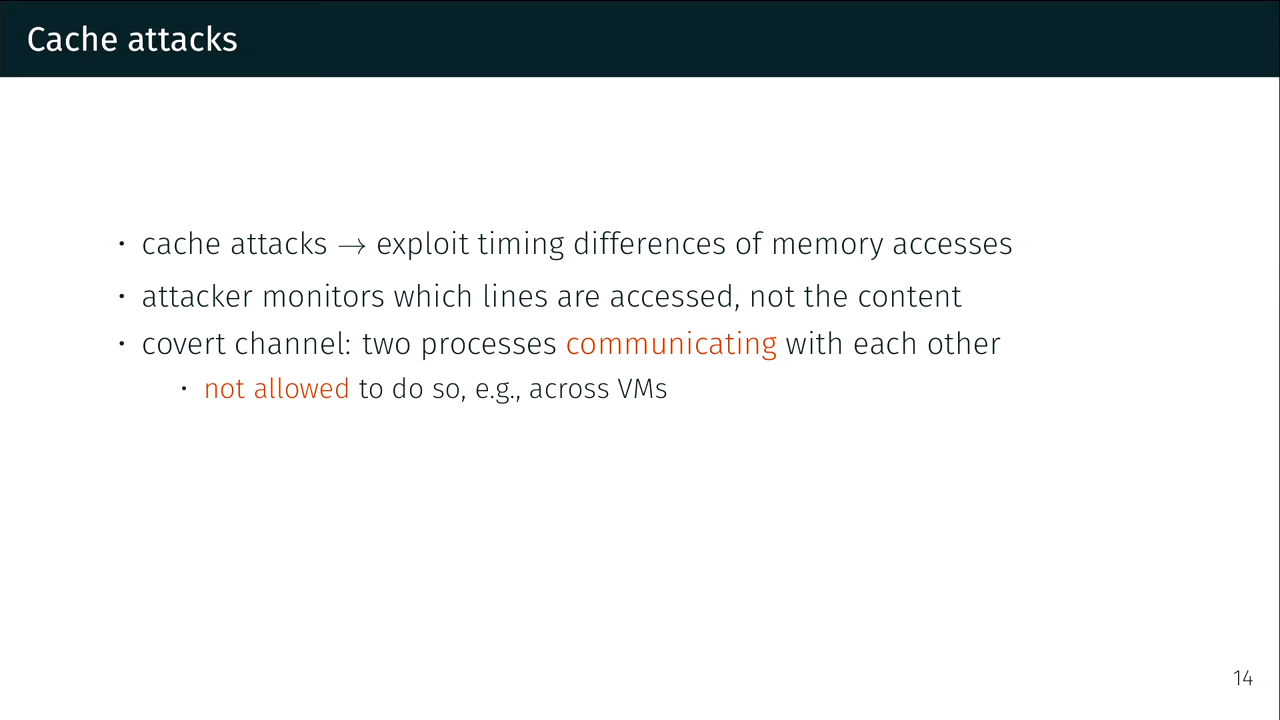 Cache attacks
· cache attacks → exploit timing differences of memory accesses
· attacker monitors which lines are accessed, not the content
· covert channel: two processes communicating with each other
· not allowed to do so, e.g., across VMs
14